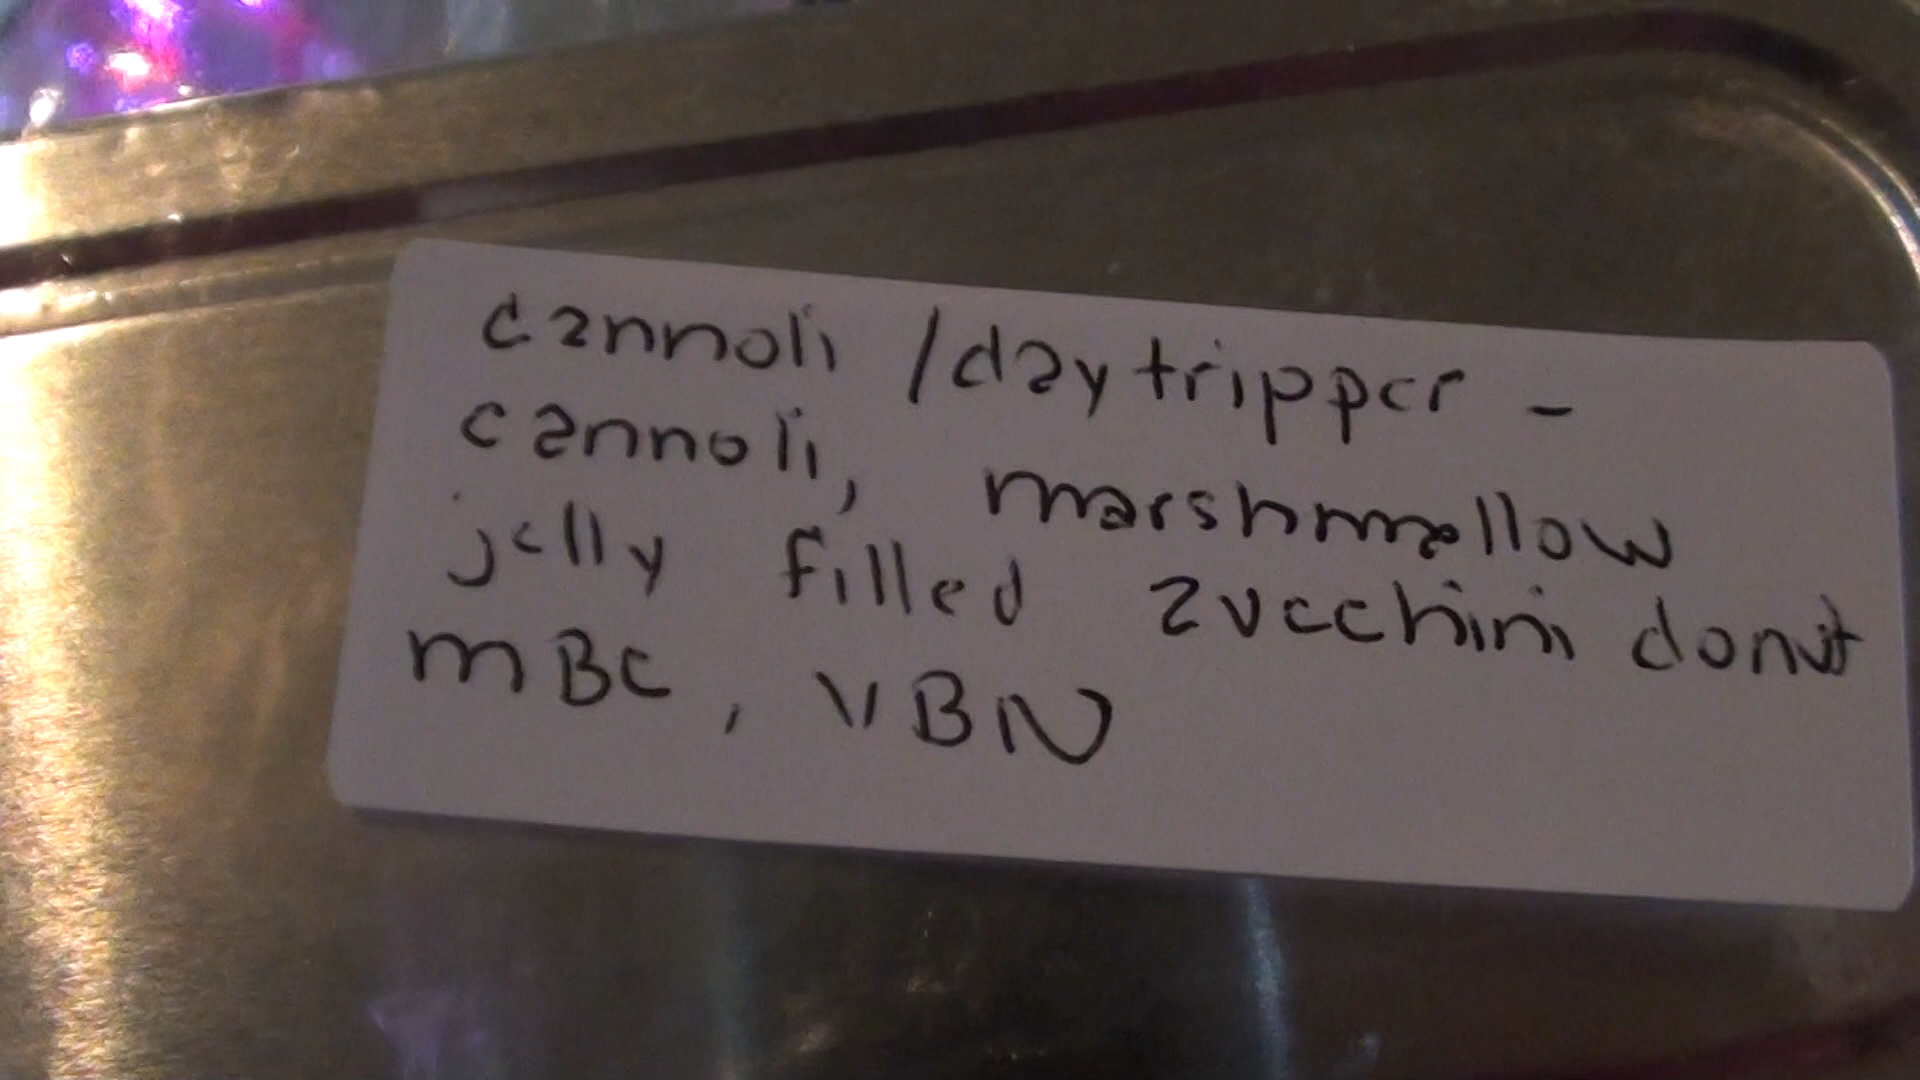 cannoli / daytripper -
cannoli, marshmallow
jelly filled zucchini donut
mBC, VBN